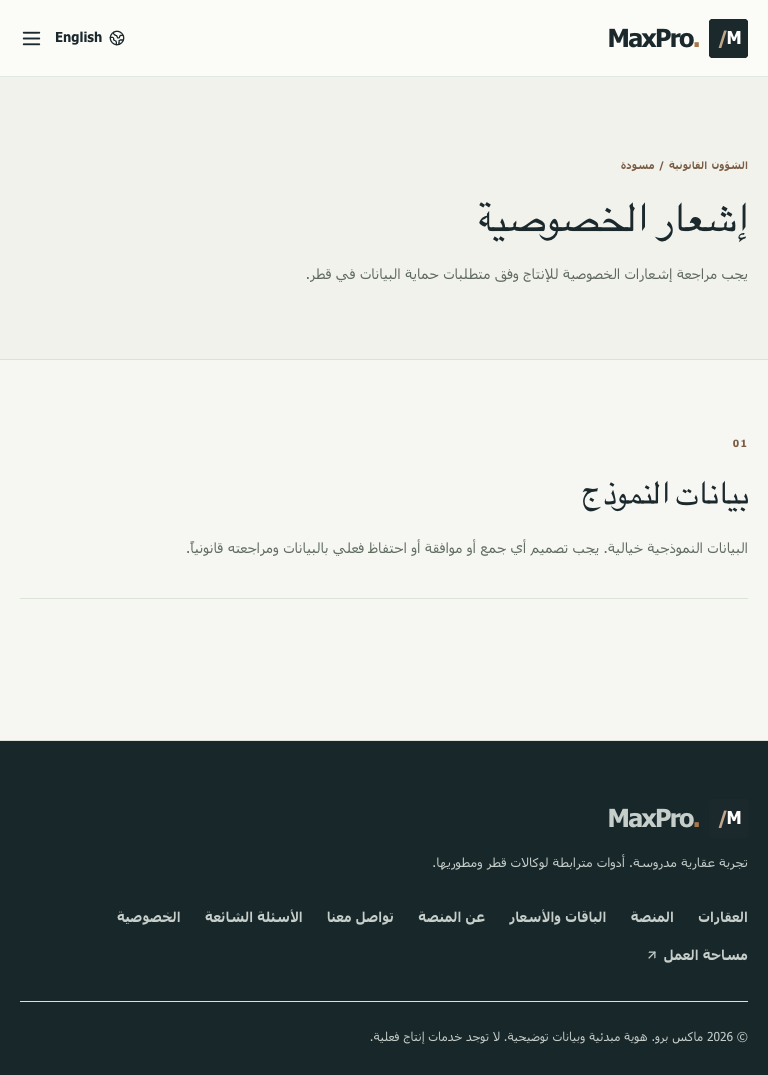 M/ MaxPro. English
الشؤون القانونية / مسودة
إشعار الخصوصية
يجب مراجعة إشعارات الخصوصية للإنتاج وفق متطلبات حماية البيانات في قطر.
01
بيانات النموذج
البيانات النموذجية خيالية. يجب تصميم أي جمع أو موافقة أو احتفاظ فعلي بالبيانات ومراجعته قانونياً.
M/ MaxPro.
تجربة عقارية مدروسة. أدوات مترابطة لوكالات قطر ومطوريها.
العقارات المنصة الباقات والأسعار عن المنصة تواصل معنا الأسئلة الشائعة الخصوصية
مساحة العمل
© 2026 ماكس برو. هوية مبدئية وبيانات توضيحية. لا توجد خدمات إنتاج فعلية.